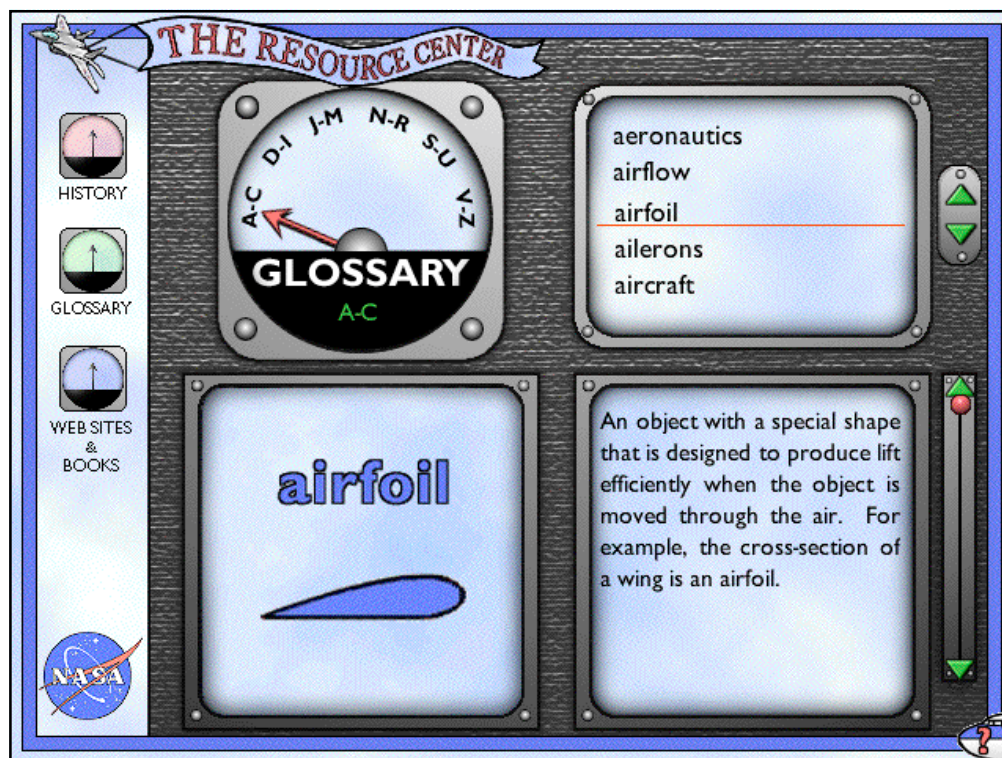 THE RESOURCE CENTER
HISTORY
GLOSSARY
WEB SITES
&
BOOKS
NASA
A-C
D-I
J-M
N-R
S-U
V-Z
GLOSSARY
A-C
aeronautics
airflow
airfoil
ailerons
aircraft
airfoil
An object with a special shape
that is designed to produce lift
efficiently when the object is
moved through the air. For
example, the cross-section of
a wing is an airfoil.
?